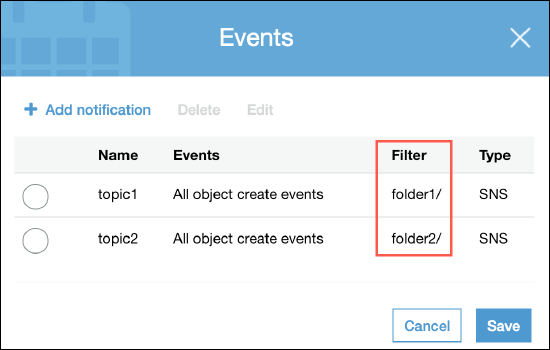 Events
Add notification Delete Edit
Name Events Filter Type
topic1 All object create events folder1/ SNS
topic2 All object create events folder2/ SNS
Cancel Save